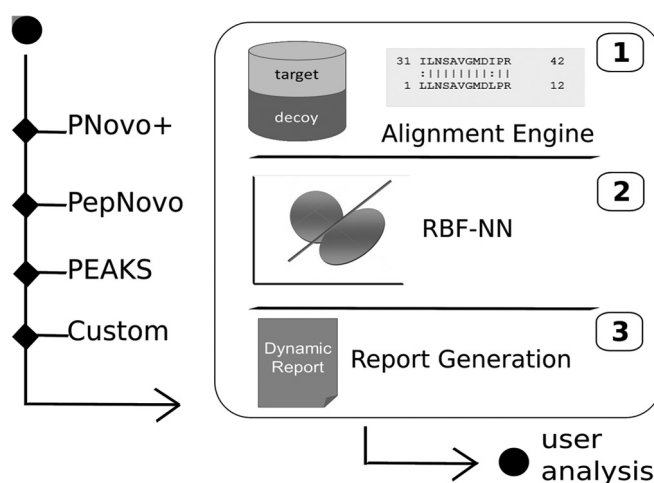 PNovo+
PepNovo
PEAKS
Custom
1
target
decoy
31 ILNSAVGMDIPR 42
:||||||||:||
1 LLNSAVGMDLPR 12
Alignment Engine
2
RBF-NN
3
Dynamic
Report
Report Generation
user
analysis